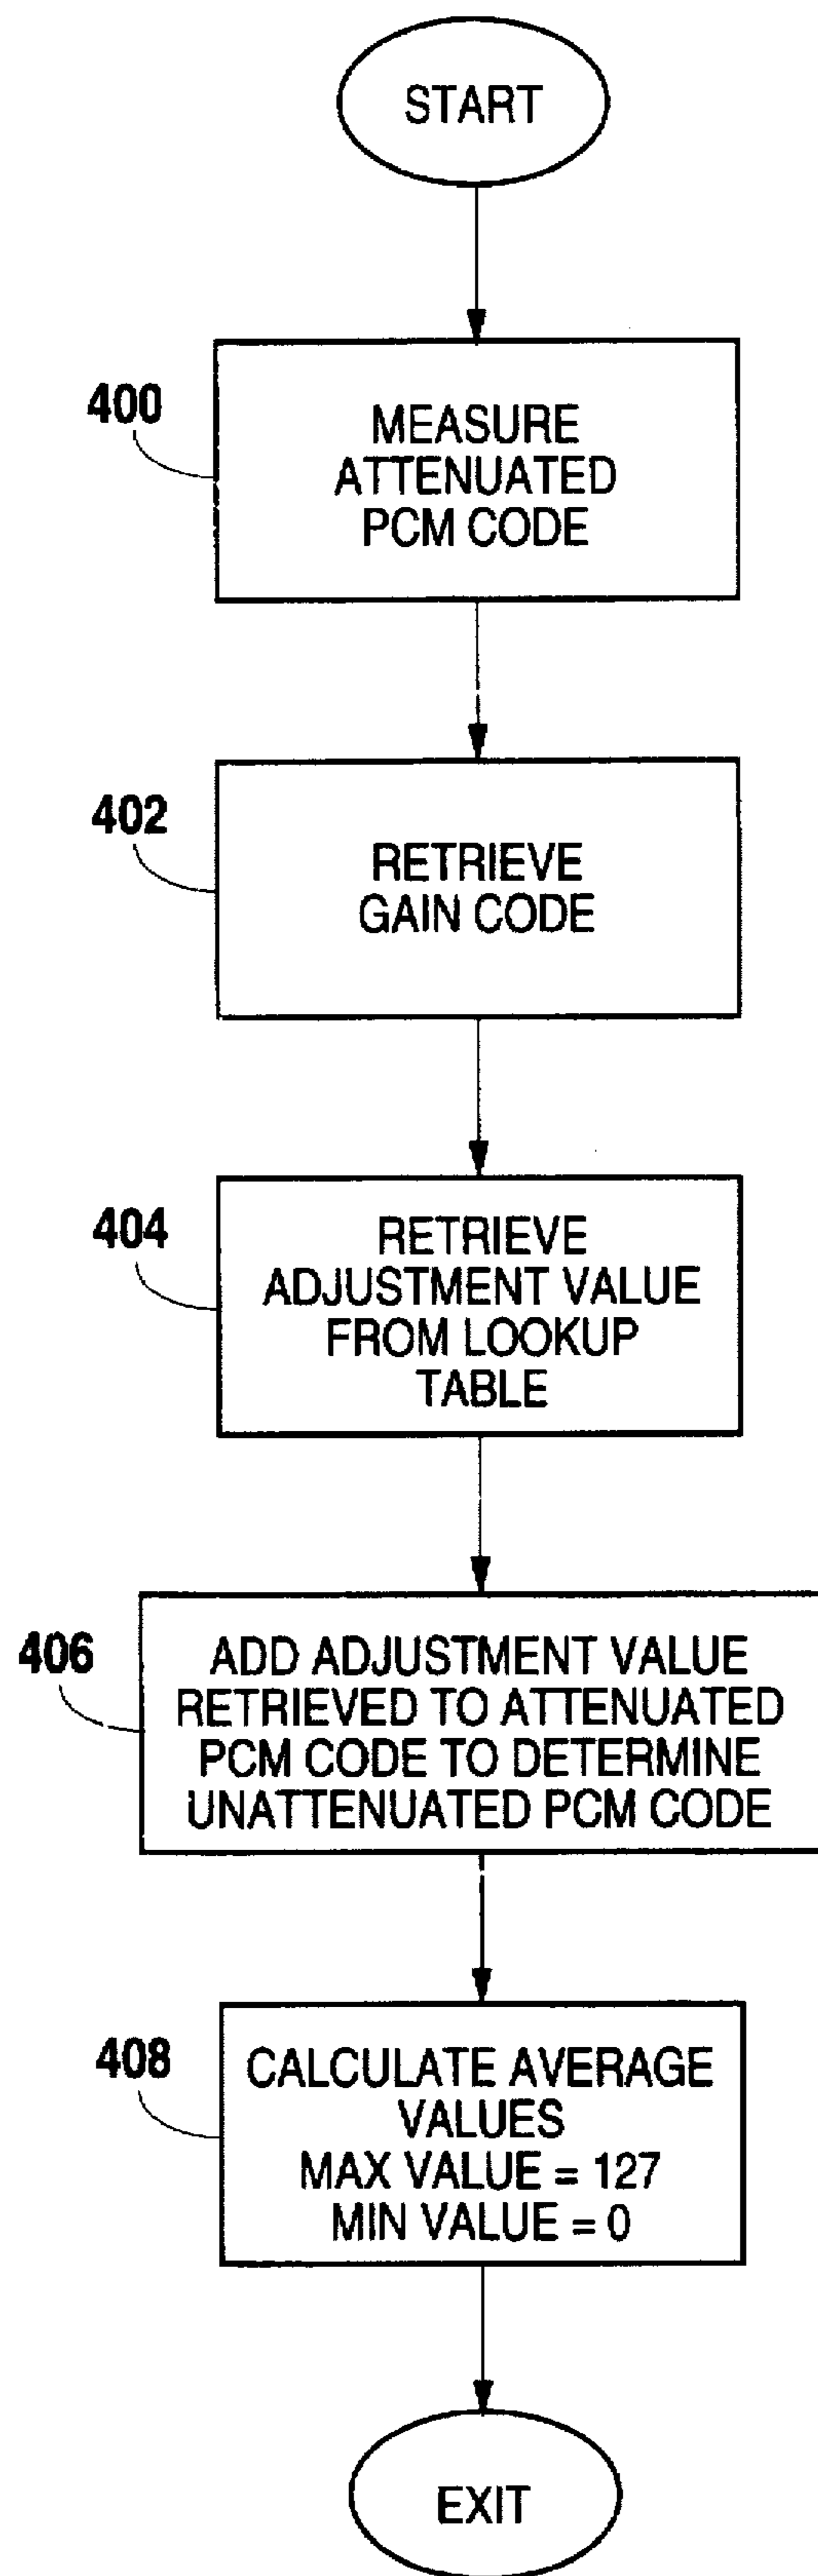 START
400
MEASURE
ATTENUATED
PCM CODE
402
RETRIEVE
GAIN CODE
404
RETRIEVE
ADJUSTMENT VALUE
FROM LOOKUP
TABLE
406
ADD ADJUSTMENT VALUE
RETRIEVED TO ATTENUATED
PCM CODE TO DETERMINE
UNATTENUATED PCM CODE
408
CALCULATE AVERAGE
VALUES
MAX VALUE = 127
MIN VALUE = 0
EXIT